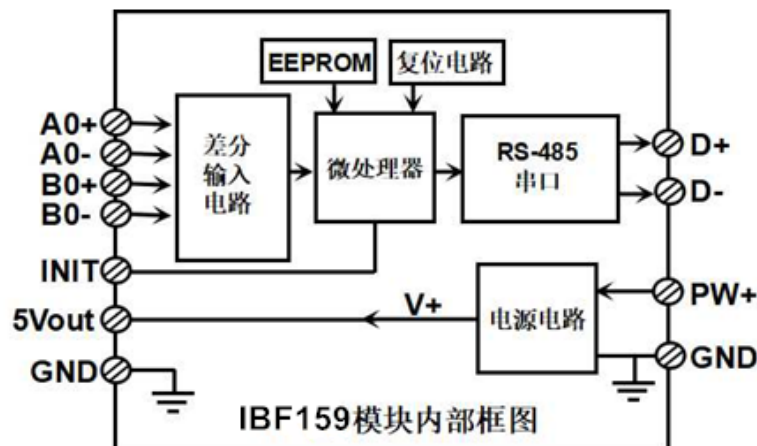 EEPROM
复位电路
A0+
A0-
B0+
B0-
差分
输入
电路
微处理器
RS-485
串口
D+
D-
INIT
5Vout
V+
电源电路
PW+
GND
GND
IBF159模块内部框图